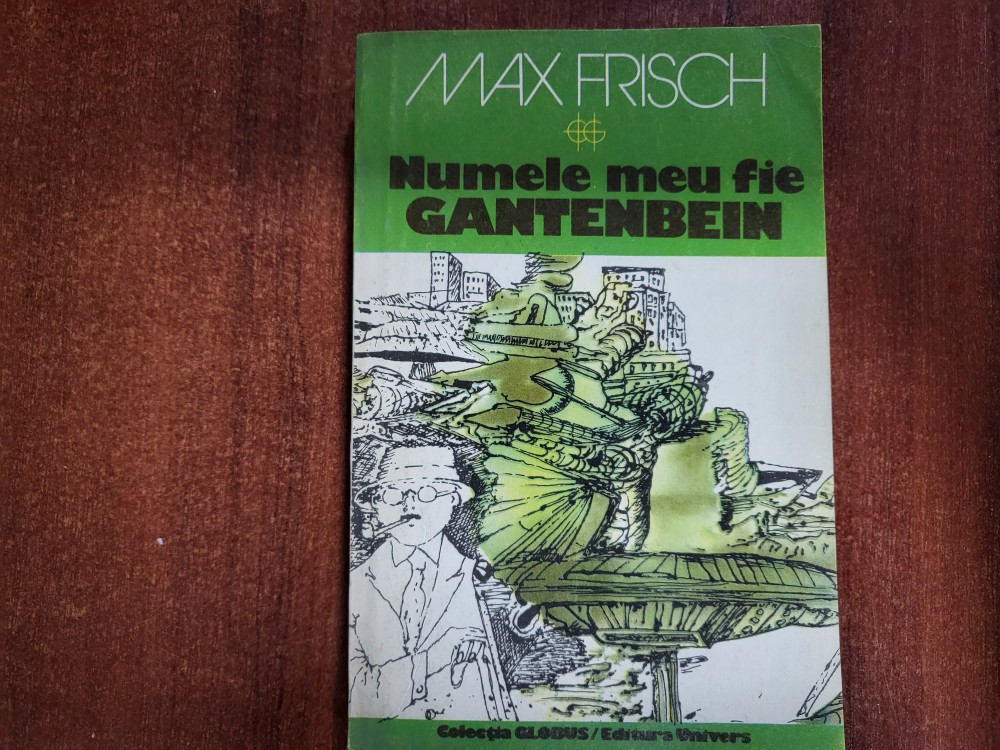 MAX FRISCH
Numele meu fie
GANTENBEIN
Colecția GLOBUS / Editura Univers